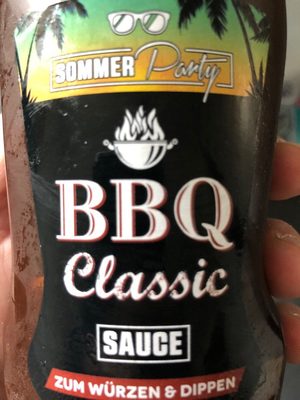 SOMMER Party
BBQ
Classic
SAUCE
ZUM WÜRZEN & DIPPEN